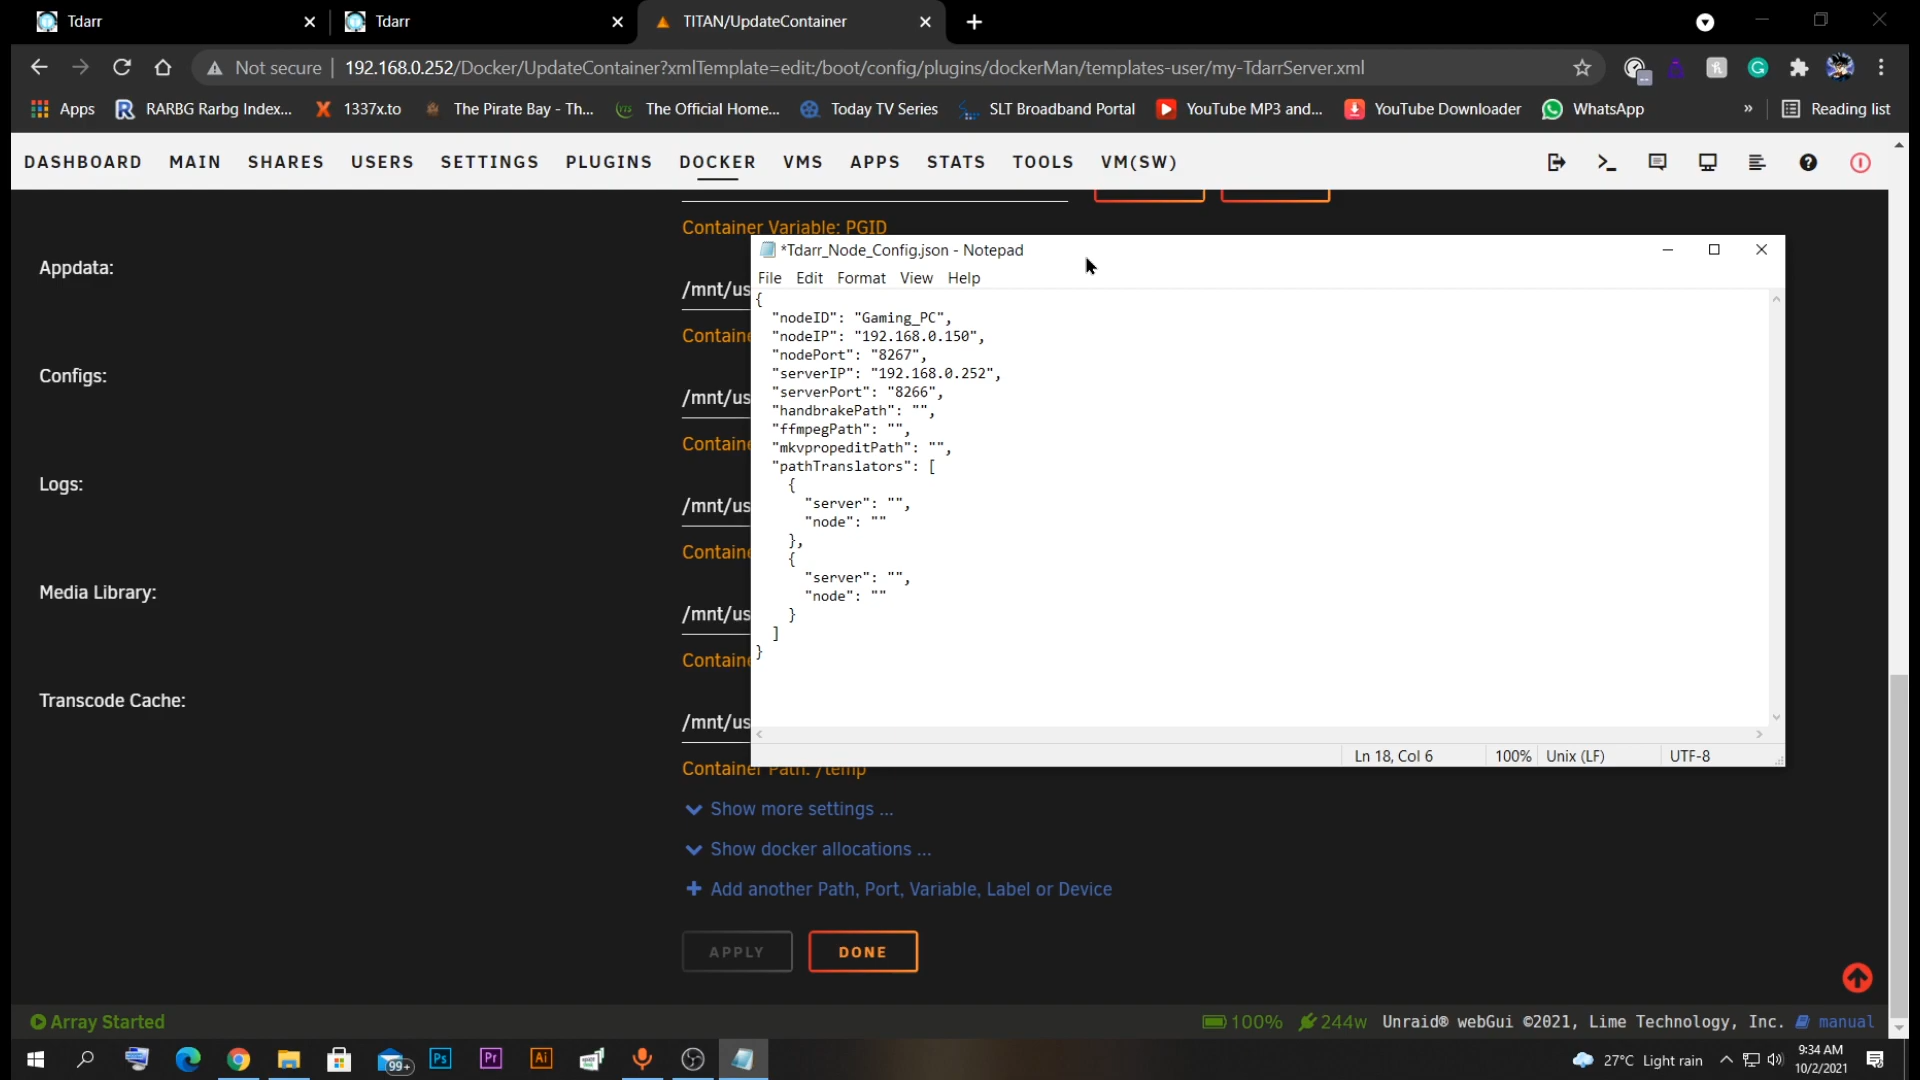 Tdarr
Tdarr
TITAN/UpdateContainer
Not secure
192.168.0.252/Docker/UpdateContainer?xmlTemplate=edit:/boot/config/plugins/dockerMan/templates-user/my-TdarrServer.xml
Apps
RARBG Rarbg Index...
1337x.to
The Pirate Bay - Th...
The Official Home...
Today TV Series
SLT Broadband Portal
YouTube MP3 and...
YouTube Downloader
WhatsApp
»
Reading list
DASHBOARD MAIN SHARES USERS SETTINGS PLUGINS DOCKER VMS APPS STATS TOOLS VM(SW)
Container Variable: PGID
*Tdarr_Node_Config.json - Notepad
File Edit Format View Help
{
"nodeID": "Gaming_PC",
"nodeIP": "192.168.0.150",
"nodePort": "8267",
"serverIP": "192.168.0.252",
"serverPort": "8266",
"handbrakePath": "",
"ffmpegPath": "",
"mkvpropeditPath": "",
"pathTranslators": [
{
"server": "",
"node": ""
},
{
"server": "",
"node": ""
}
]
}
Ln 18, Col 6
100%
Unix (LF)
UTF-8
Appdata:
/mnt/us
Containe
Configs:
/mnt/us
Containe
Logs:
/mnt/us
Containe
Media Library:
/mnt/us
Containe
Transcode Cache:
/mnt/us
Container Path: /temp
Show more settings ...
Show docker allocations ...
Add another Path, Port, Variable, Label or Device
APPLY
DONE
Array Started
100%
244w
Unraid® webGui ©2021, Lime Technology, Inc.
manual
99+
Ps
Pr
Ai
27°C Light rain
9:34 AM
10/2/2021